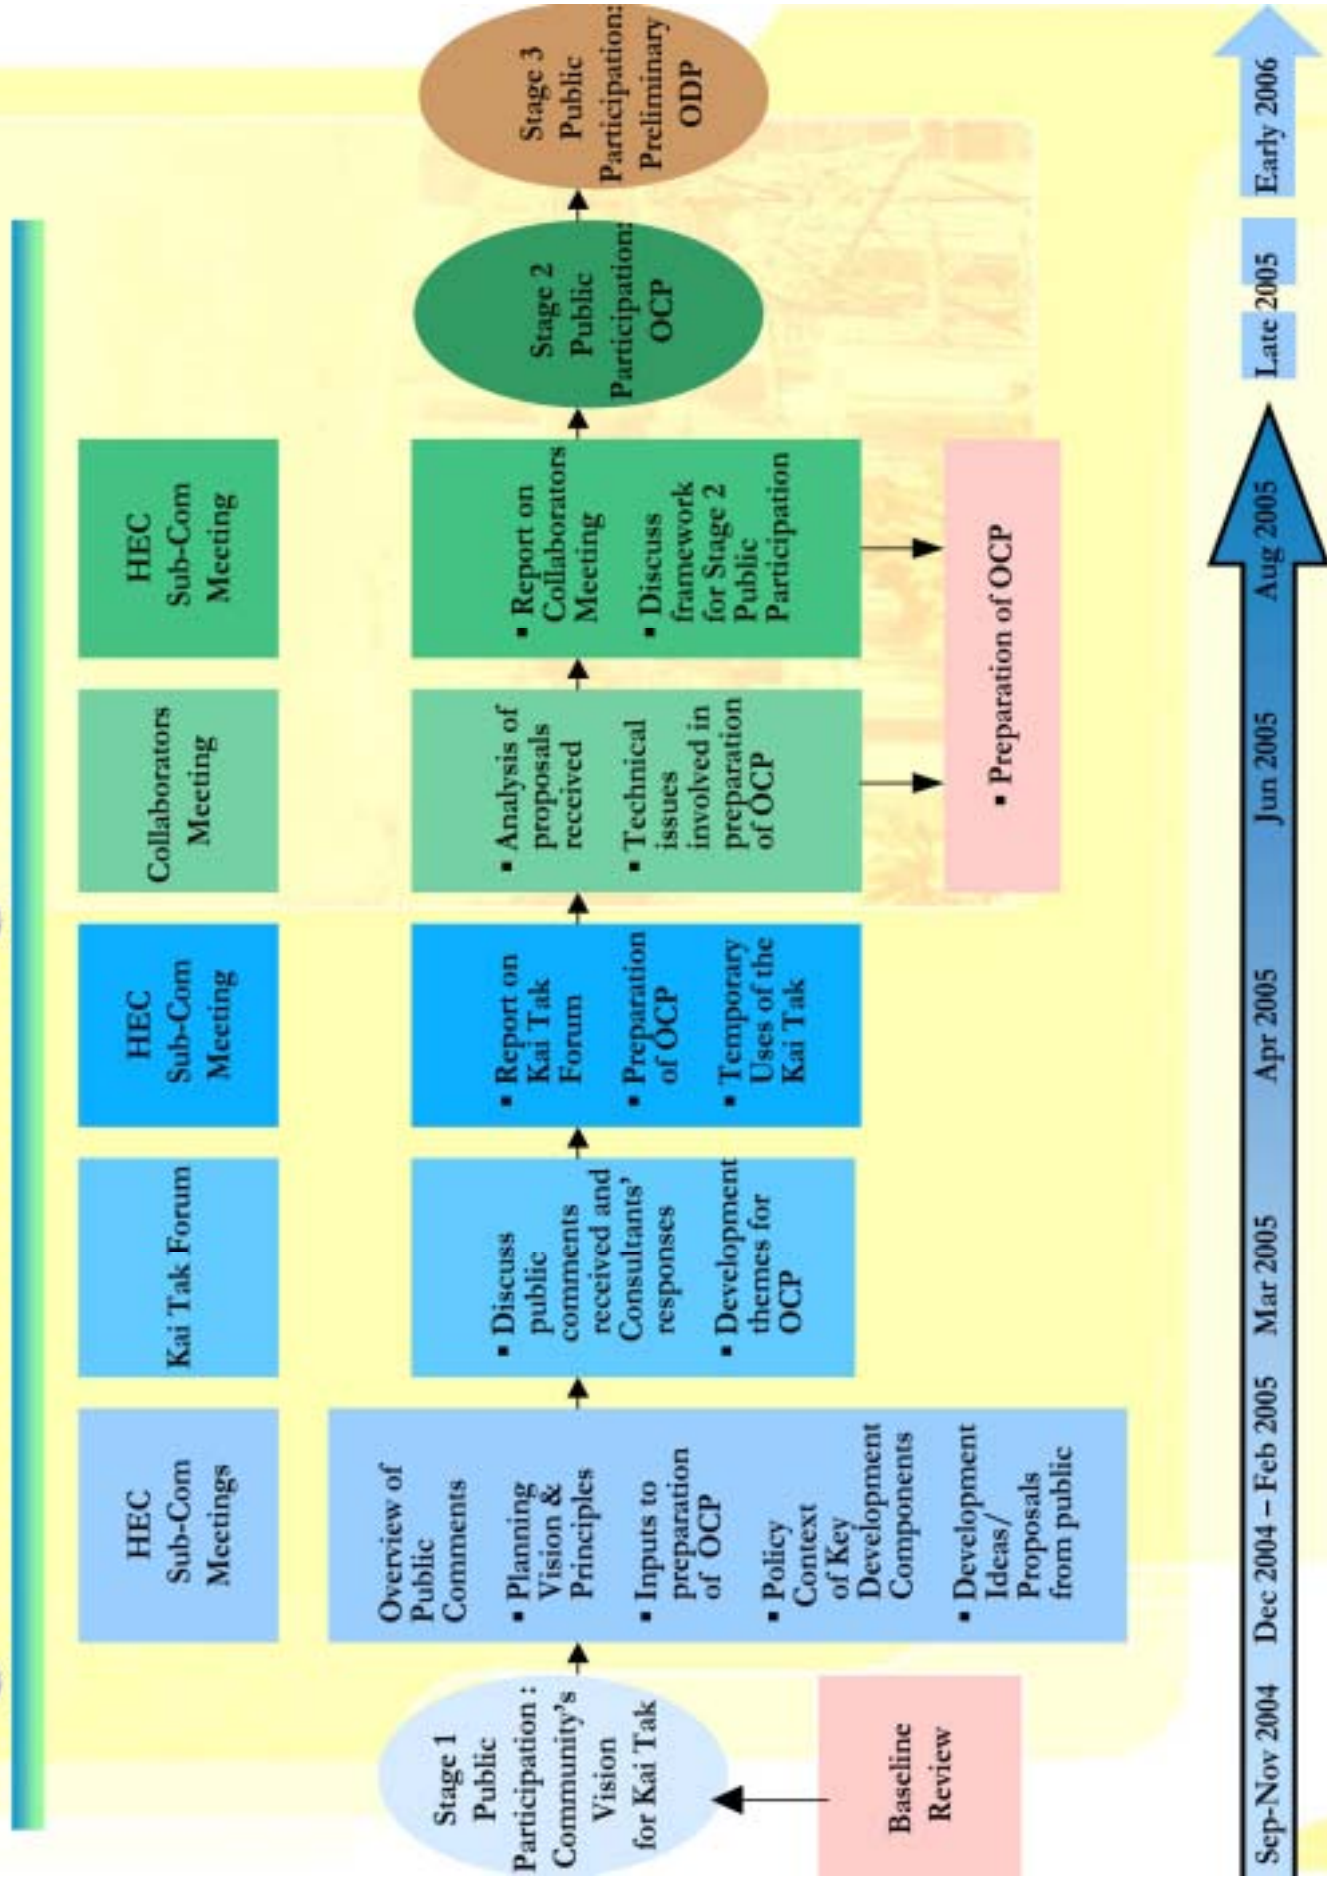 HEC
Sub-Com
Meetings
Kai Tak Forum
HEC
Sub-Com
Meeting
Collaborators
Meeting
HEC
Sub-Com
Meeting
Stage 1
Public
Participation :
Community's
Vision
for Kai Tak
Overview of
Public
Comments
▪ Planning
Vision &
Principles
▪ Inputs to
preparation
of OCP
▪ Policy
Context
of Key
Development
Components
▪ Development
Ideas/
Proposals
from public
▪ Discuss
public
comments
received and
Consultants'
responses
▪ Development
themes for
OCP
▪ Report on
Kai Tak
Forum
▪ Preparation
of OCP
▪ Temporary
Uses of the
Kai Tak
▪ Analysis of
proposals
received
▪ Technical
issues
involved in
preparation
of OCP
▪ Report on
Collaborators
Meeting
▪ Discuss
framework
for Stage 2
Public
Participation
Stage 2
Public
Participation:
OCP
Stage 3
Public
Participation:
Preliminary
ODP
Baseline
Review
▪ Preparation of OCP
Sep-Nov 2004
Dec 2004 – Feb 2005
Mar 2005
Apr 2005
Jun 2005
Aug 2005
Late 2005
Early 2006